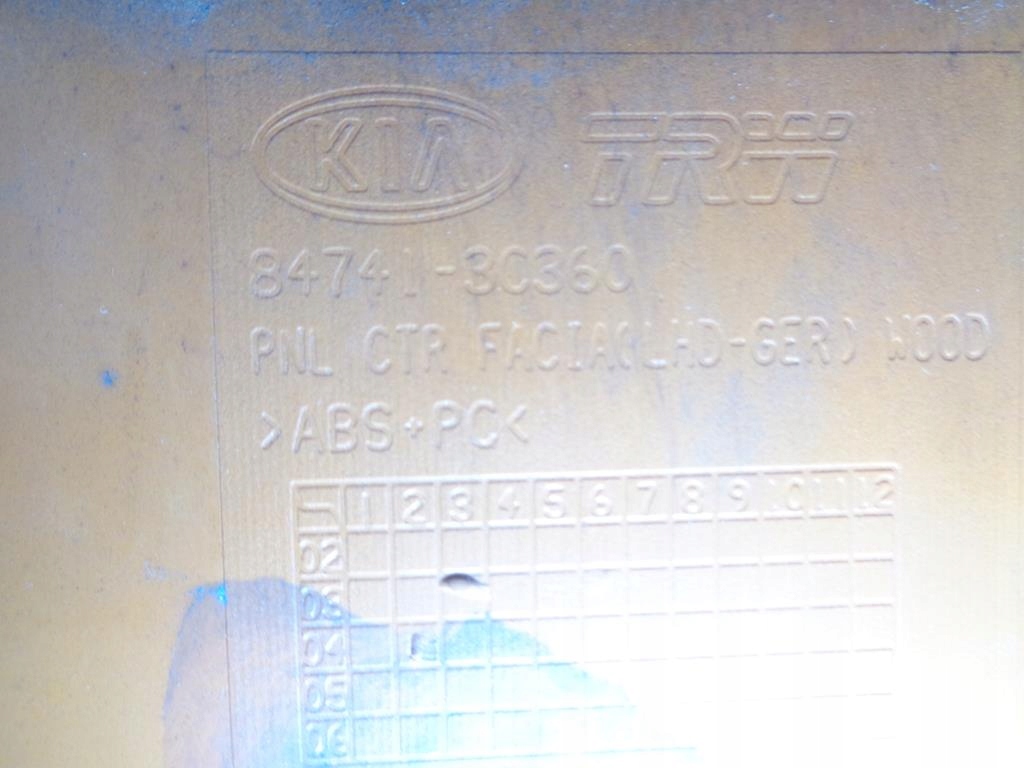 KIA TRW
84741-3C360
PNL CTR FACIA(LHD-GER) WOOD
>ABS+PC<
1 2 3 4 5 6 7 8 9 10 11 12
02
03
04
05
06